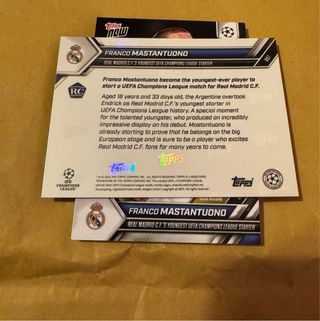 Topps
NOW
FRANCO MASTANTUONO
REAL MADRID C.F.'S YOUNGEST UEFA CHAMPIONS LEAGUE STARTER
RC
Franco Mastantuono became the youngest-ever player to
start a UEFA Champions League match for Real Madrid C.F.
Aged 18 years and 33 days old, the Argentine overtook
Endrick as Real Madrid C.F.'s youngest starter in
UEFA Champions League history. A special moment
for the talented youngster, who produced an incredibly
impressive display on his debut. Mastantuono is
already starting to prove that he belongs on the big
European stage and is sure to be a player who excites
Real Madrid C.F. fans for many years to come.
topps
topps
UEFA
CHAMPIONS
LEAGUE
topps
FRANCO MASTANTUONO
REAL MADRID C.F.'S YOUNGEST UEFA CHAMPIONS LEAGUE STARTER